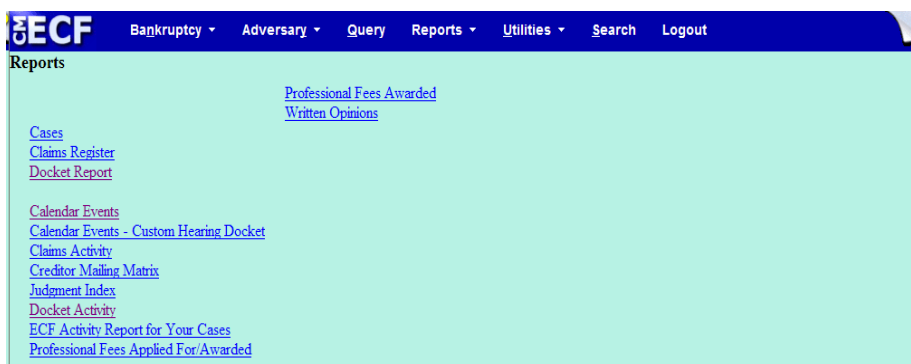 CM ECF Bankruptcy Adversary Query Reports Utilities Search Logout
Reports
Professional Fees Awarded
Written Opinions
Cases
Claims Register
Docket Report
Calendar Events
Calendar Events - Custom Hearing Docket
Claims Activity
Creditor Mailing Matrix
Judgment Index
Docket Activity
ECF Activity Report for Your Cases
Professional Fees Applied For/Awarded